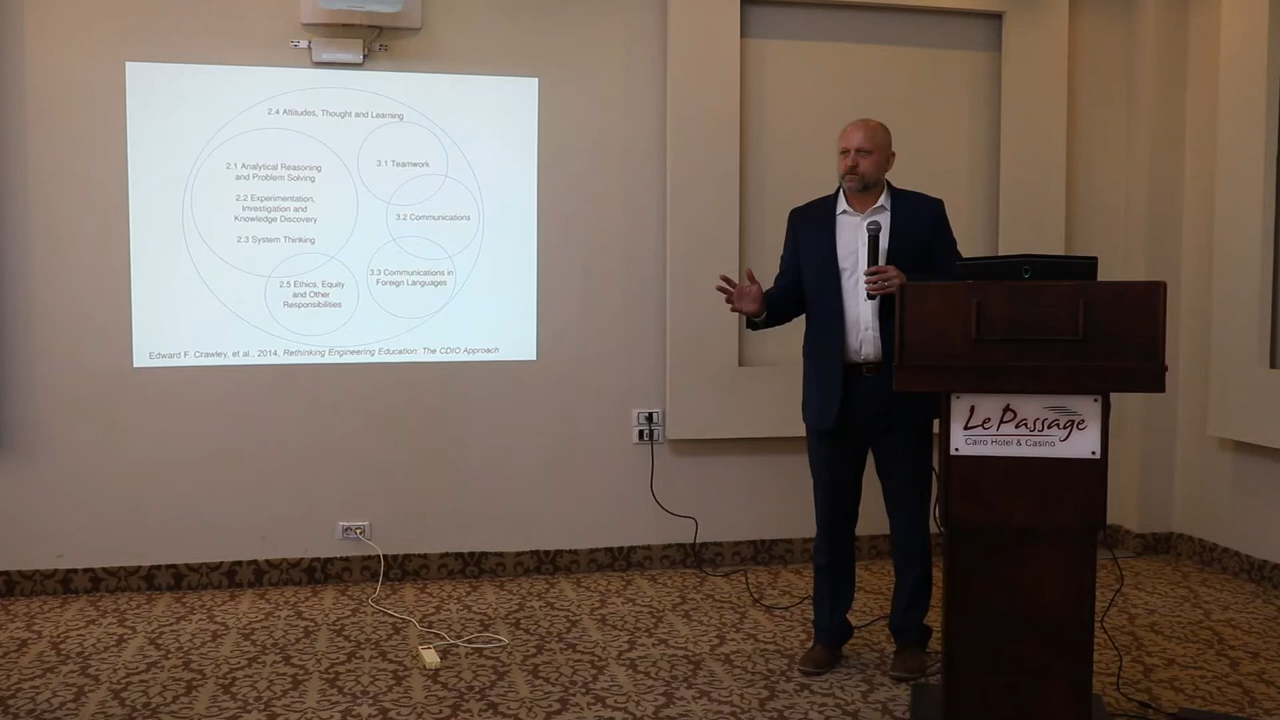 2.4 Attitudes, Thought and Learning
2.1 Analytical Reasoning
and Problem Solving
2.2 Experimentation,
Investigation and
Knowledge Discovery
2.3 System Thinking
3.1 Teamwork
3.2 Communications
3.3 Communications in
Foreign Languages
2.5 Ethics, Equity
and Other
Responsibilities
Edward F. Crawley, et al., 2014, Rethinking Engineering Education: The CDIO Approach
Le Passage
Cairo Hotel & Casino